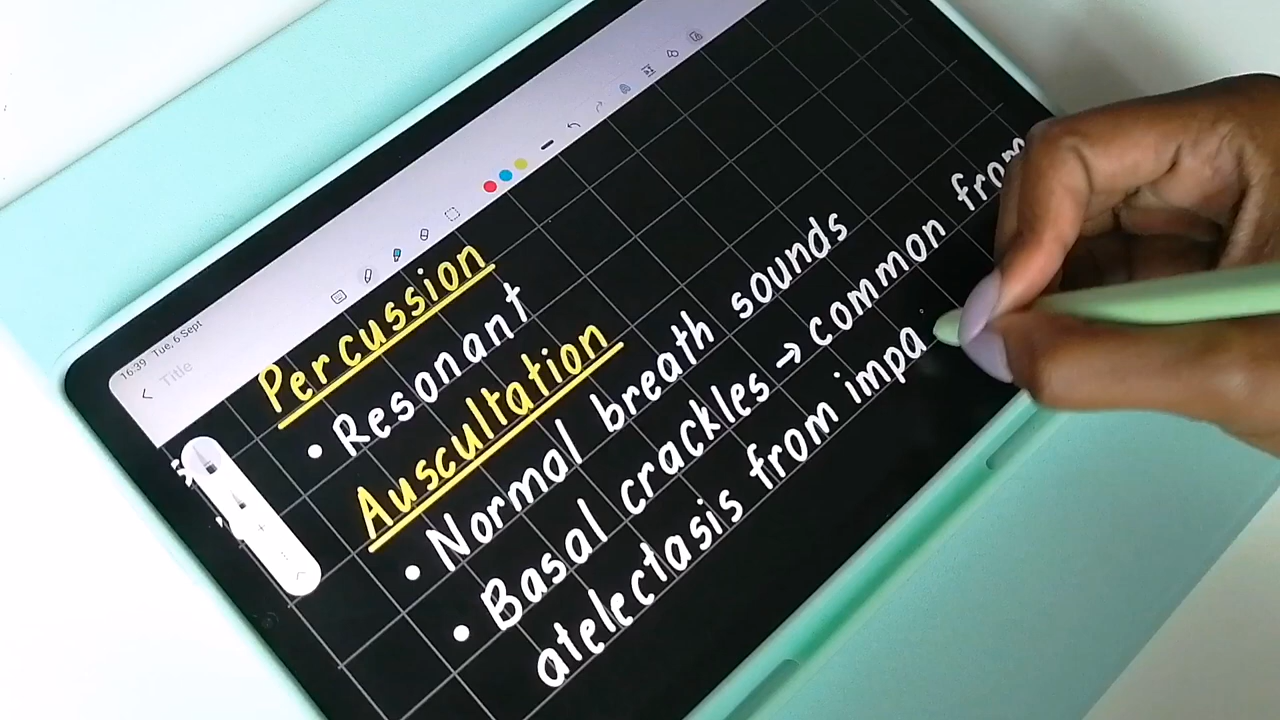 16:39 Tue, 6 Sept
Title
Percussion
• Resonant
Auscultation
• Normal breath sounds
• Basal crackles → common from
atelectasis from impa